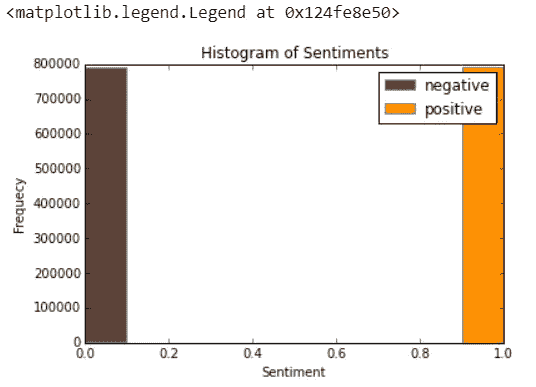 <matplotlib.legend.Legend at 0x124fe8e50>
Histogram of Sentiments
negative
positive
800000
700000
600000
500000
400000
300000
200000
100000
0
Frequecy
0.0 0.2 0.4 0.6 0.8 1.0
Sentiment